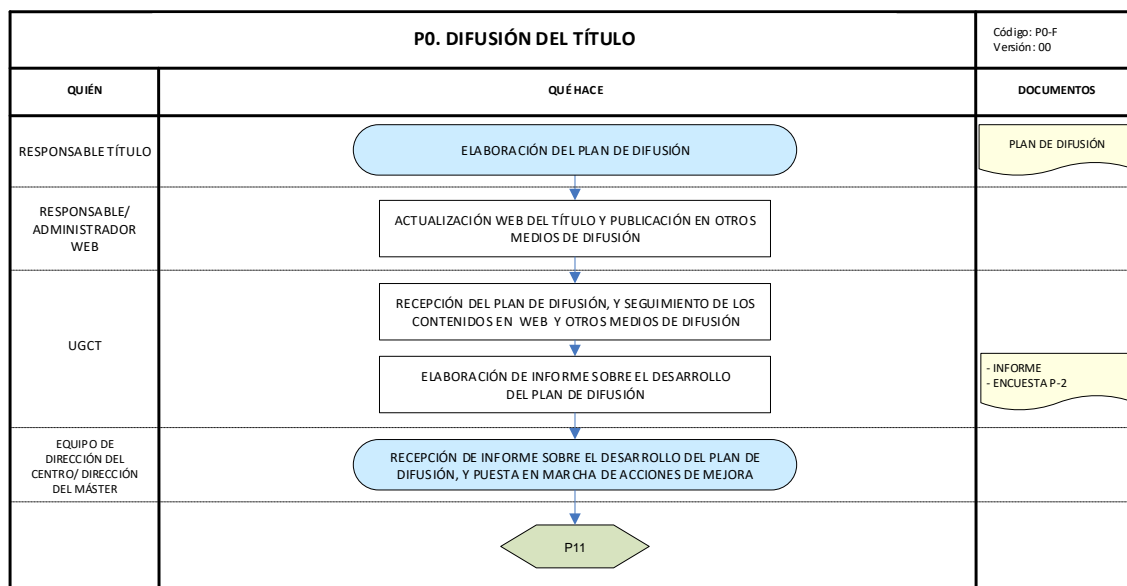 P0. DIFUSIÓN DEL TÍTULO
Código: P0-F
Versión: 00
QUIÉN
QUÉ HACE
DOCUMENTOS
RESPONSABLE TÍTULO
ELABORACIÓN DEL PLAN DE DIFUSIÓN
PLAN DE DIFUSIÓN
RESPONSABLE/
ADMINISTRADOR
WEB
ACTUALIZACIÓN WEB DEL TÍTULO Y PUBLICACIÓN EN OTROS
MEDIOS DE DIFUSIÓN
UGCT
RECEPCIÓN DEL PLAN DE DIFUSIÓN, Y SEGUIMIENTO DE LOS
CONTENIDOS EN WEB Y OTROS MEDIOS DE DIFUSIÓN
ELABORACIÓN DE INFORME SOBRE EL DESARROLLO
DEL PLAN DE DIFUSIÓN
- INFORME
- ENCUESTA P-2
EQUIPO DE
DIRECCIÓN DEL
CENTRO/ DIRECCIÓN
DEL MÁSTER
RECEPCIÓN DE INFORME SOBRE EL DESARROLLO DEL PLAN DE
DIFUSIÓN, Y PUESTA EN MARCHA DE ACCIONES DE MEJORA
P11